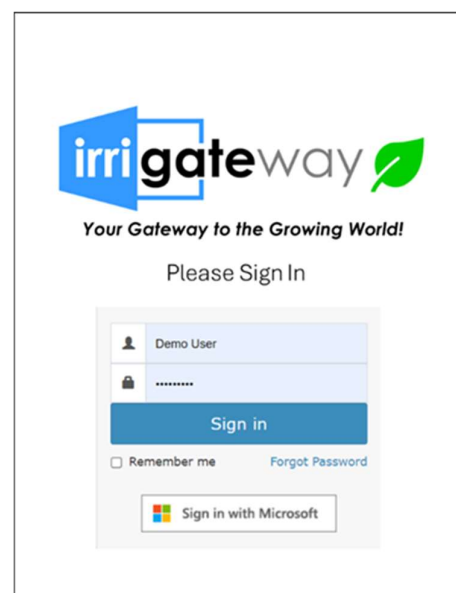 irrigateway
Your Gateway to the Growing World!
Please Sign In
Demo User
•••••••••
Sign in
Remember me Forgot Password
Sign in with Microsoft